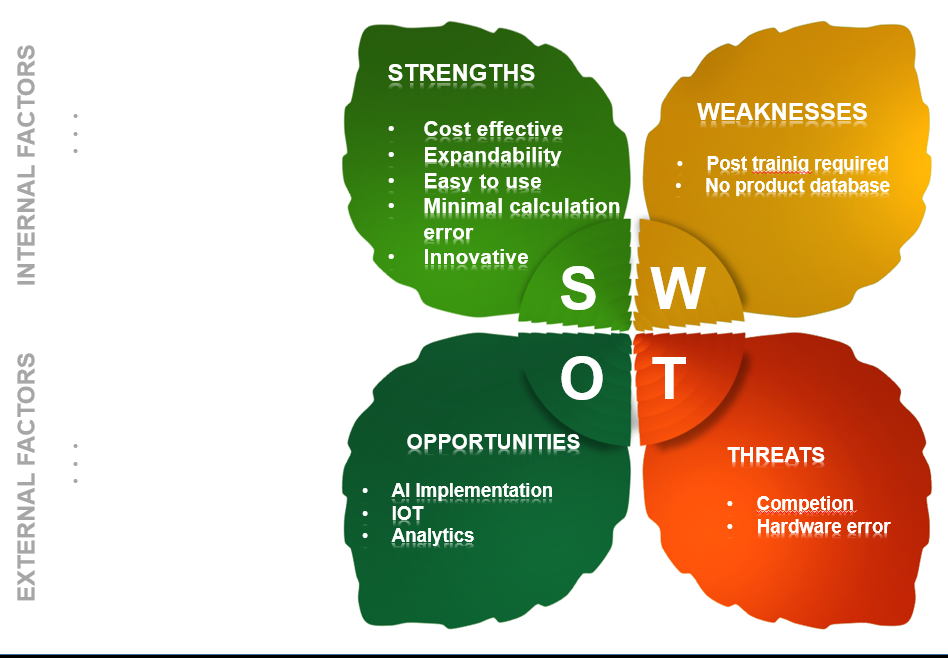 INTERNAL FACTORS
•
•
•
STRENGTHS
• Cost effective
• Expandability
• Easy to use
• Minimal calculation
error
• Innovative
WEAKNESSES
• Post trainig required
• No product database
S
W
EXTERNAL FACTORS
•
•
•
O
T
OPPORTUNITIES
• AI Implementation
• IOT
• Analytics
THREATS
• Competion
• Hardware error